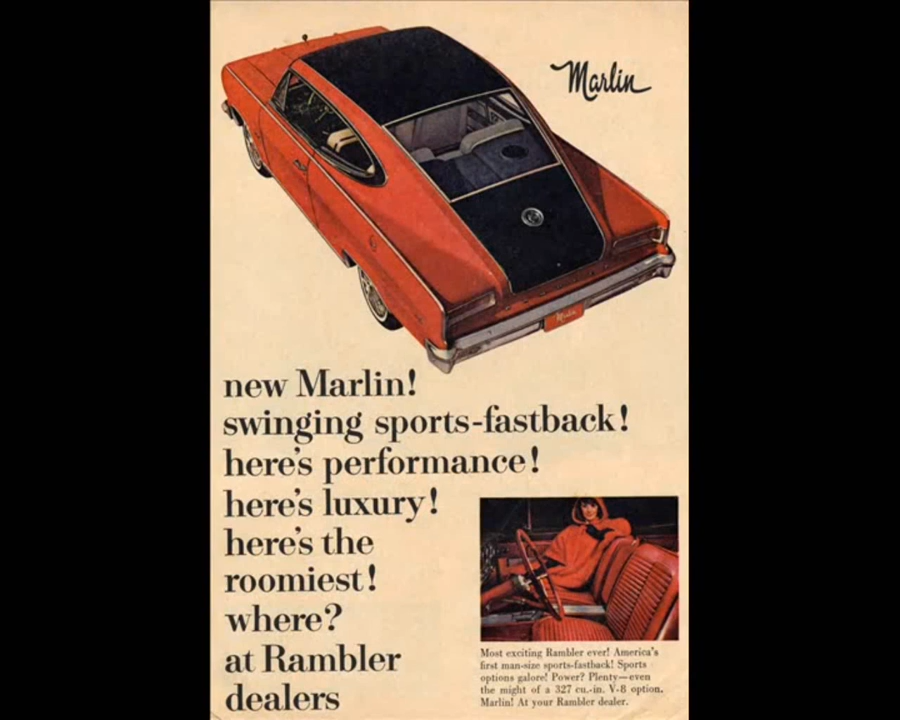 Marlin
Marlin
new Marlin!
swinging sports-fastback!
here's performance!
here's luxury!
here's the
roomiest!
where?
at Rambler
dealers
Most exciting Rambler ever! America's
first man-size sports-fastback! Sports
options galore! Power? Plenty—even
the might of a 327 cu.-in. V-8 option.
Marlin! At your Rambler dealer.